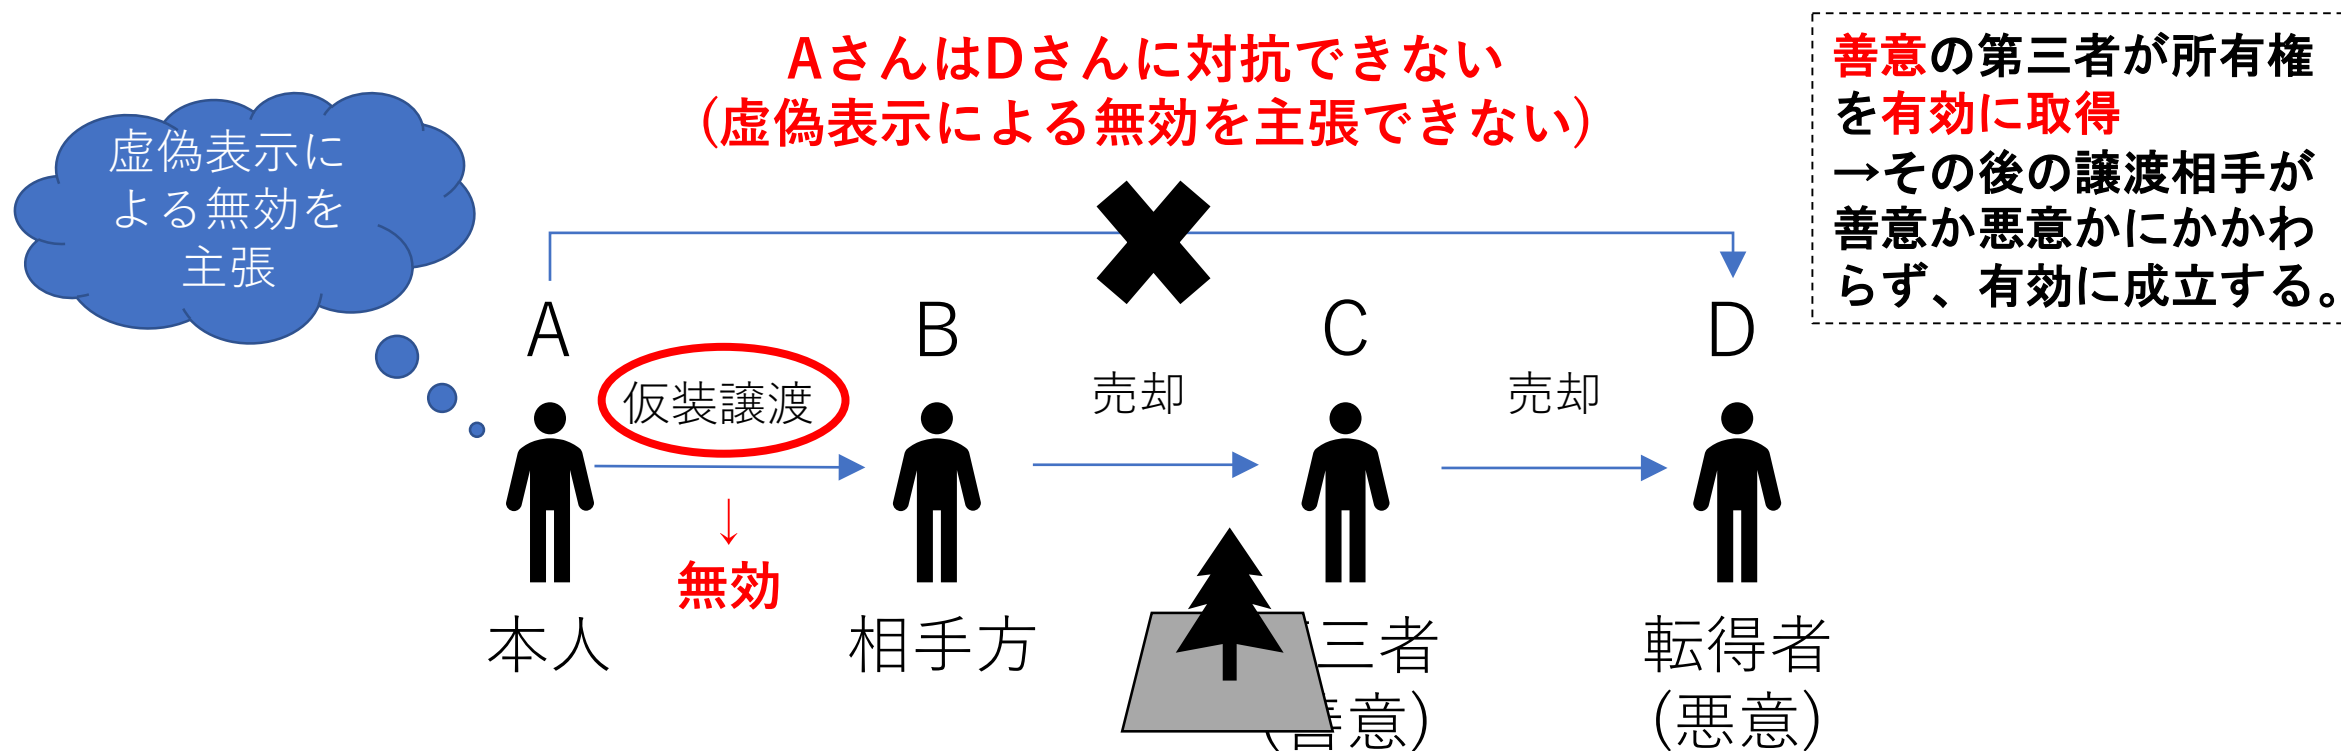 AさんはDさんに対抗できない
（虚偽表示による無効を主張できない）
善意の第三者が所有権
を有効に取得
→その後の譲渡相手が
善意か悪意かにかかわ
らず、有効に成立する。
虚偽表示に
よる無効を
主張
A
B
C
D
仮装譲渡
売却
売却
↓
無効
本人
相手方
三者
転得者
(善意)
(悪意)